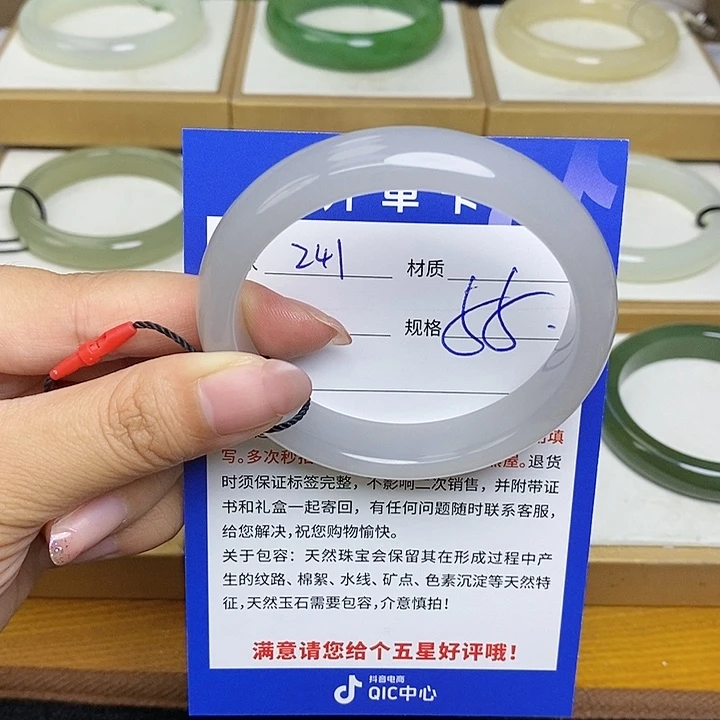 单卡
241 材质
规格 55.
填
写。多次秒拍 屋。退货
时须保证标签完整，不影响二次销售，并附带证
书和礼盒一起寄回，有任何问题随时联系客服，
给您解决，祝您购物愉快。
关于包容：天然珠宝会保留其在形成过程中产
生的纹路、棉絮、水线、矿点、色素沉淀等天然特
征，天然玉石需要包容，介意慎拍！
满意请您给个五星好评哦！
抖音电商
QIC中心